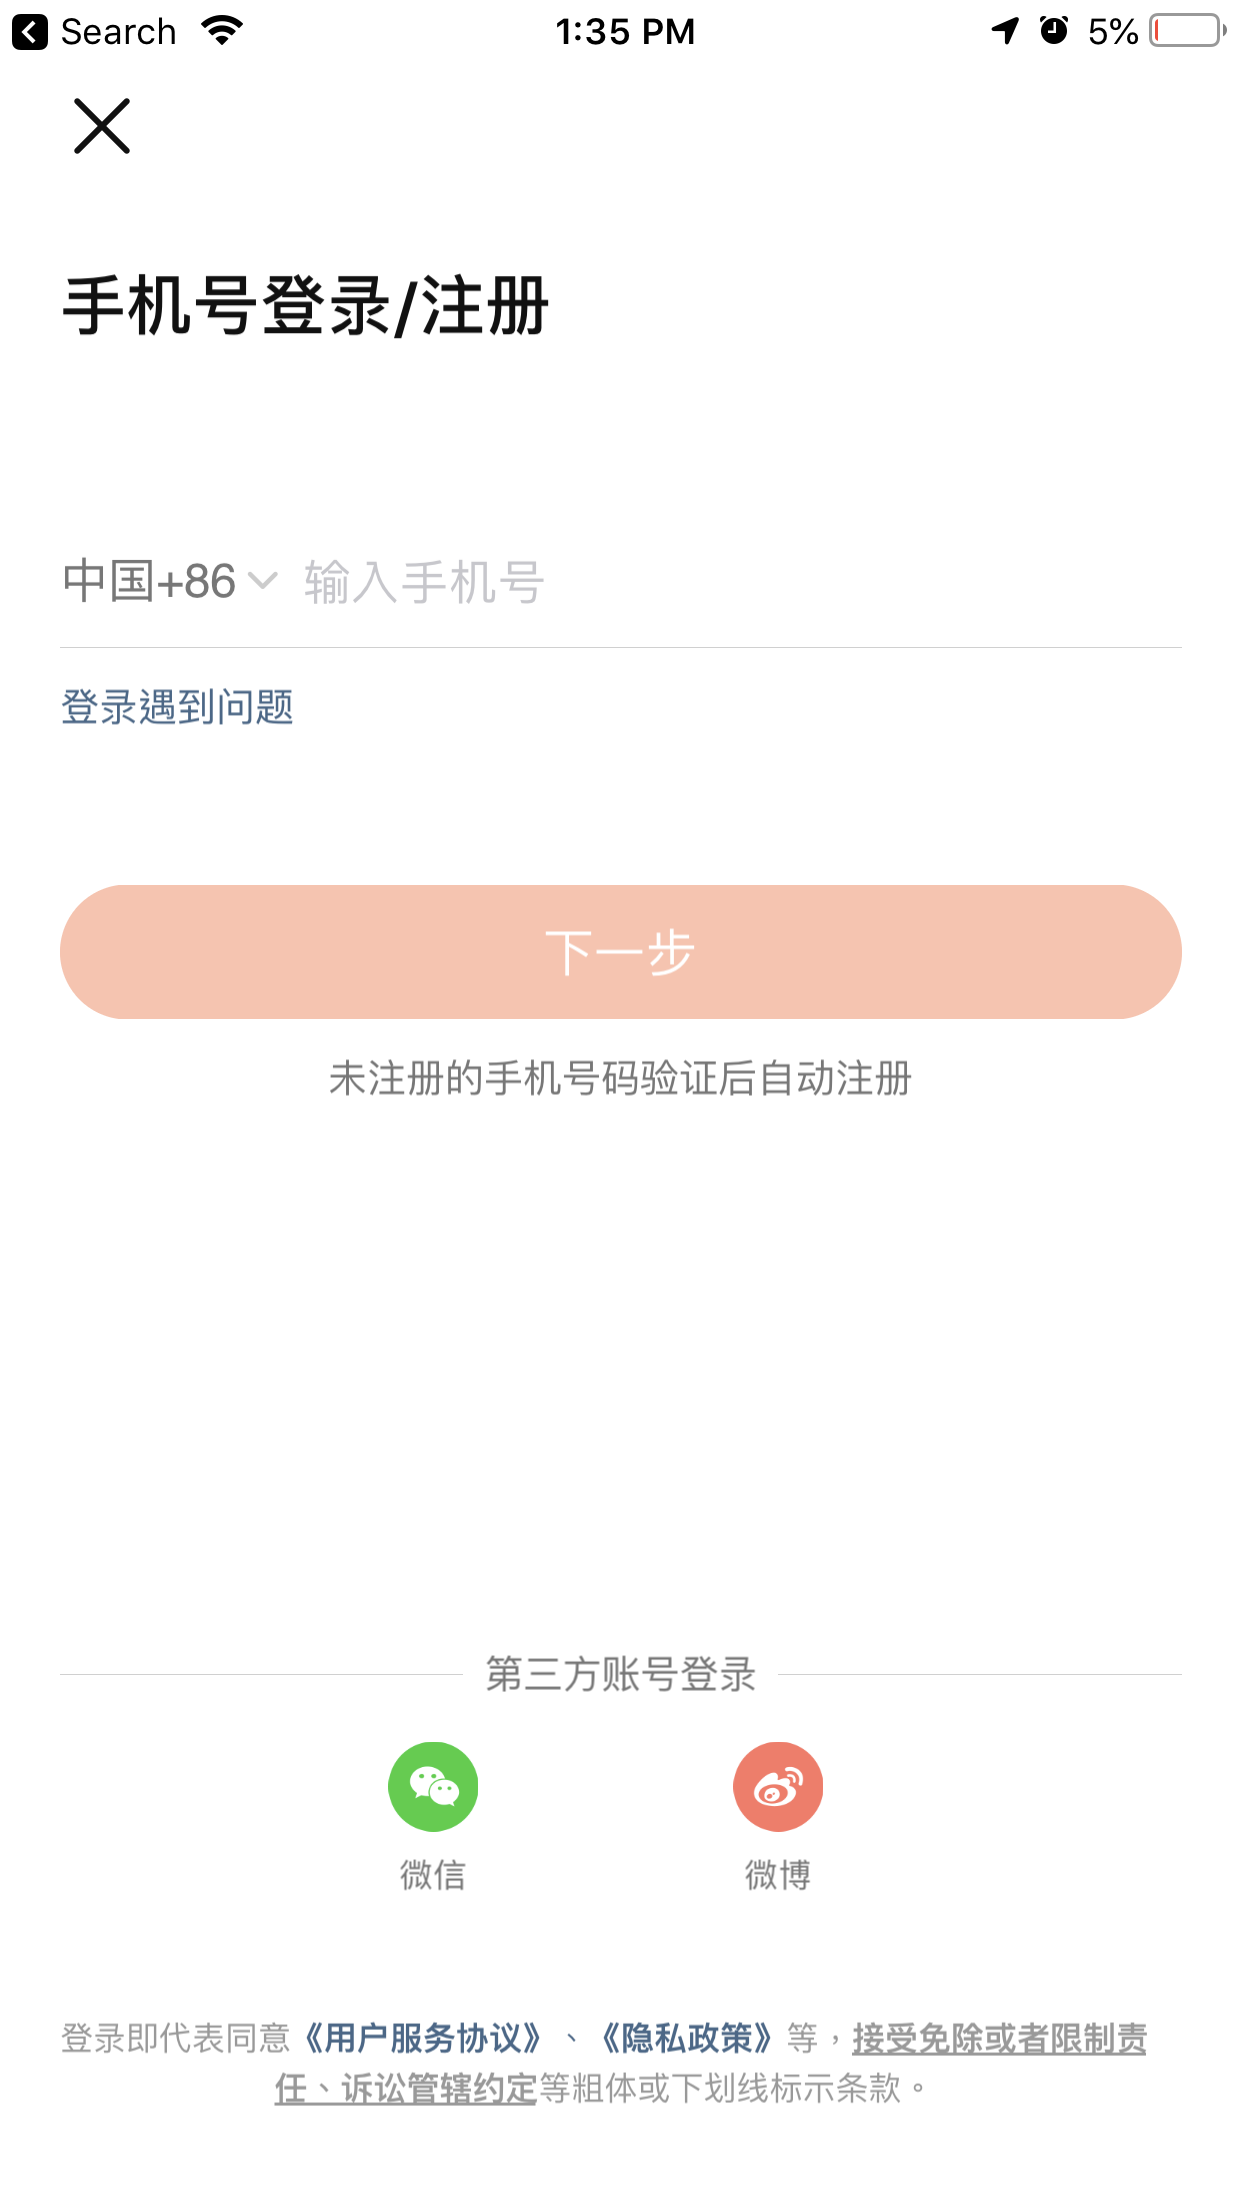 Search
1:35 PM
5%
手机号登录/注册
中国+86 输入手机号
登录遇到问题
下一步
未注册的手机号码验证后自动注册
第三方账号登录
微信
微博
登录即代表同意《用户服务协议》、《隐私政策》等，接受免除或者限制责
任、诉讼管辖约定等粗体或下划线标示条款。